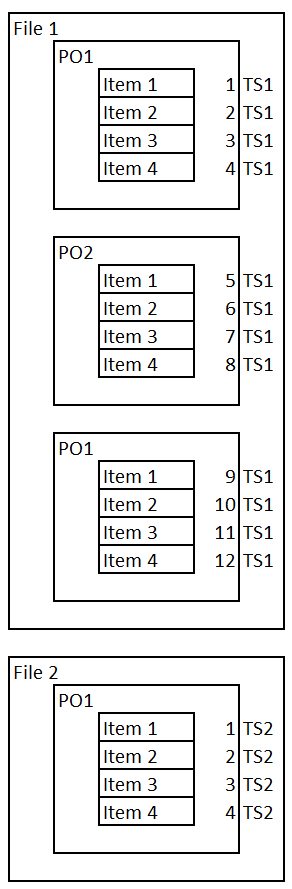 File 1
PO1
Item 1 1 TS1
Item 2 2 TS1
Item 3 3 TS1
Item 4 4 TS1
PO2
Item 1 5 TS1
Item 2 6 TS1
Item 3 7 TS1
Item 4 8 TS1
PO1
Item 1 9 TS1
Item 2 10 TS1
Item 3 11 TS1
Item 4 12 TS1
File 2
PO1
Item 1 1 TS2
Item 2 2 TS2
Item 3 3 TS2
Item 4 4 TS2